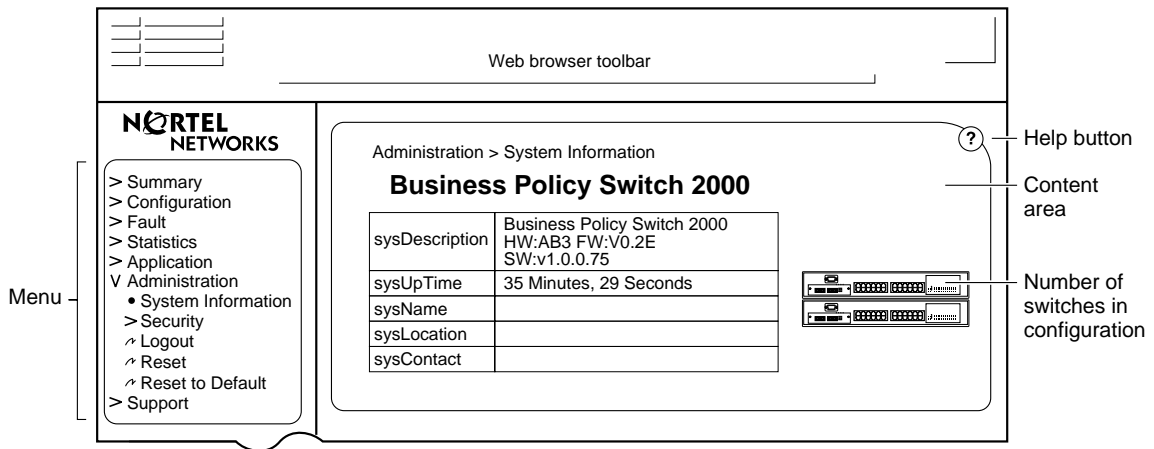 Web browser toolbar
NORTEL
NETWORKS
Menu
> Summary
> Configuration
> Fault
> Statistics
> Application
V Administration
• System Information
> Security
Logout
Reset
Reset to Default
> Support
Administration > System Information
Business Policy Switch 2000
sysDescription
Business Policy Switch 2000
HW:AB3 FW:V0.2E
SW:v1.0.0.75
sysUpTime
35 Minutes, 29 Seconds
sysName
sysLocation
sysContact
?
Help button
Content
area
Number of
switches in
configuration